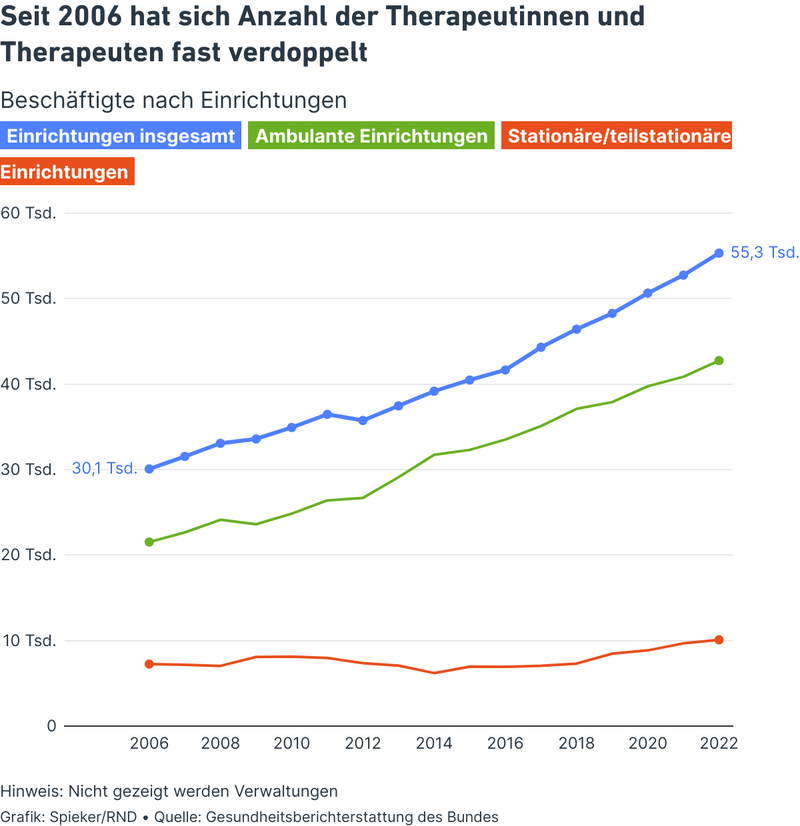 Seit 2006 hat sich Anzahl der Therapeutinnen und
Therapeuten fast verdoppelt
Beschäftigte nach Einrichtungen
Einrichtungen insgesamt Ambulante Einrichtungen Stationäre/teilstationäre
Einrichtungen
60 Tsd.
55,3 Tsd.
50 Tsd.
40 Tsd.
30 Tsd.
30,1 Tsd.
20 Tsd.
10 Tsd.
0
2006 2008 2010 2012 2014 2016 2018 2020 2022
Hinweis: Nicht gezeigt werden Verwaltungen
Grafik: Spieker/RND • Quelle: Gesundheitsberichterstattung des Bundes